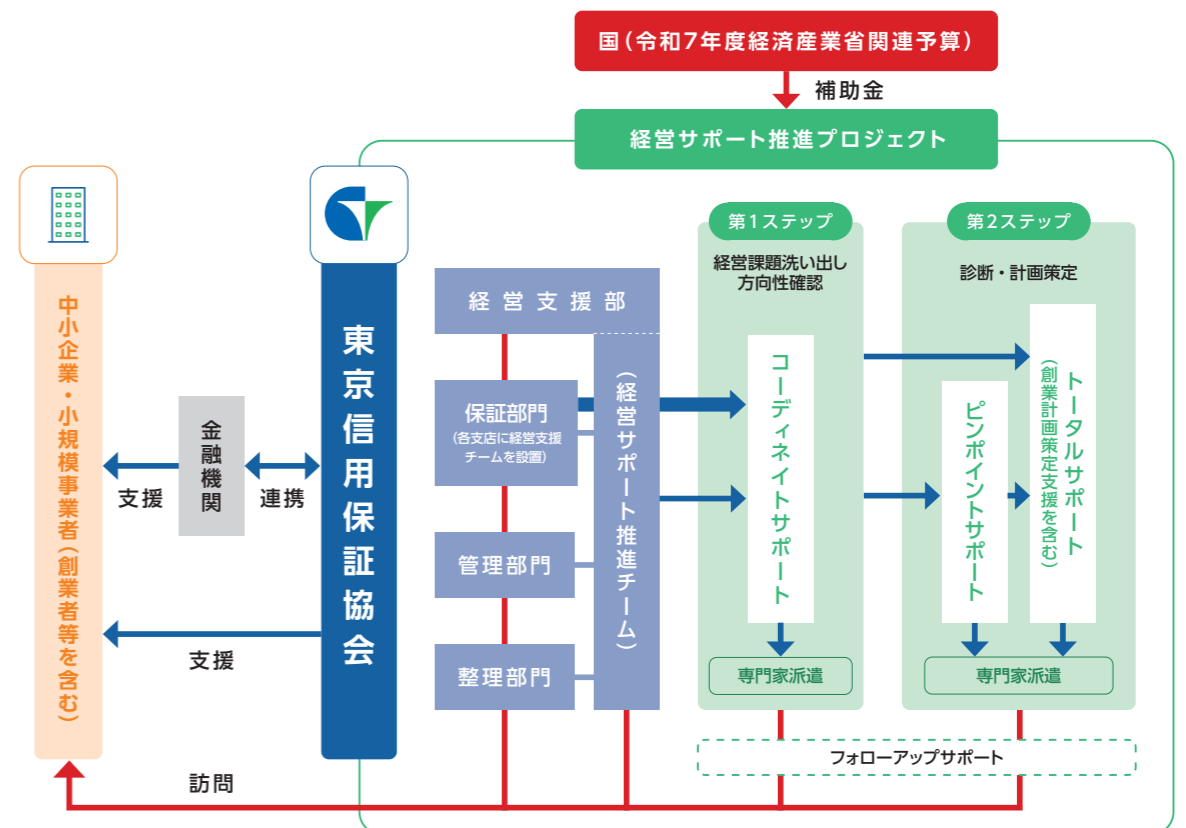 国（令和7年度経済産業省関連予算）
補助金
経営サポート推進プロジェクト
中小企業・小規模事業者（創業者等を含む）
支援
金融機関
連携
支援
訪問
東京信用保証協会
経営支援部
保証部門
（各支店に経営支援
チームを設置）
管理部門
整理部門
（経営サポート推進チーム）
第1ステップ
経営課題洗い出し
方向性確認
コーディネイトサポート
専門家派遣
第2ステップ
診断・計画策定
ピンポイントサポート
トータルサポート
（創業計画策定支援を含む）
専門家派遣
フォローアップサポート